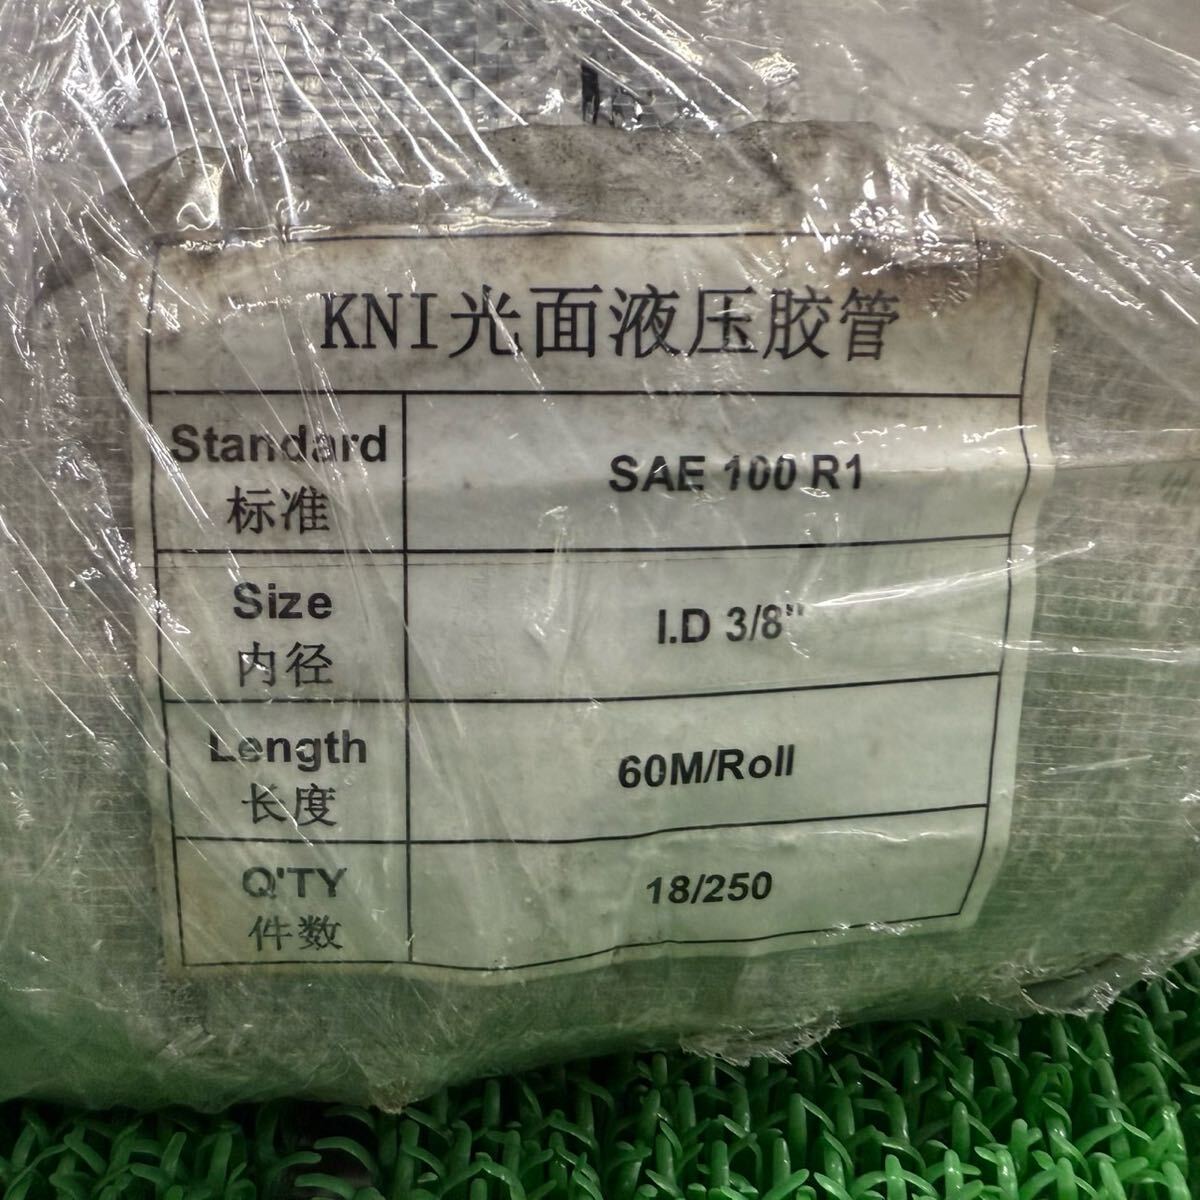 KNI光面液压胶管
Standard
标准
SAE 100 R1
Size
内径
I.D 3/8"
Length
长度
60M/Roll
Q'TY
件数
18/250